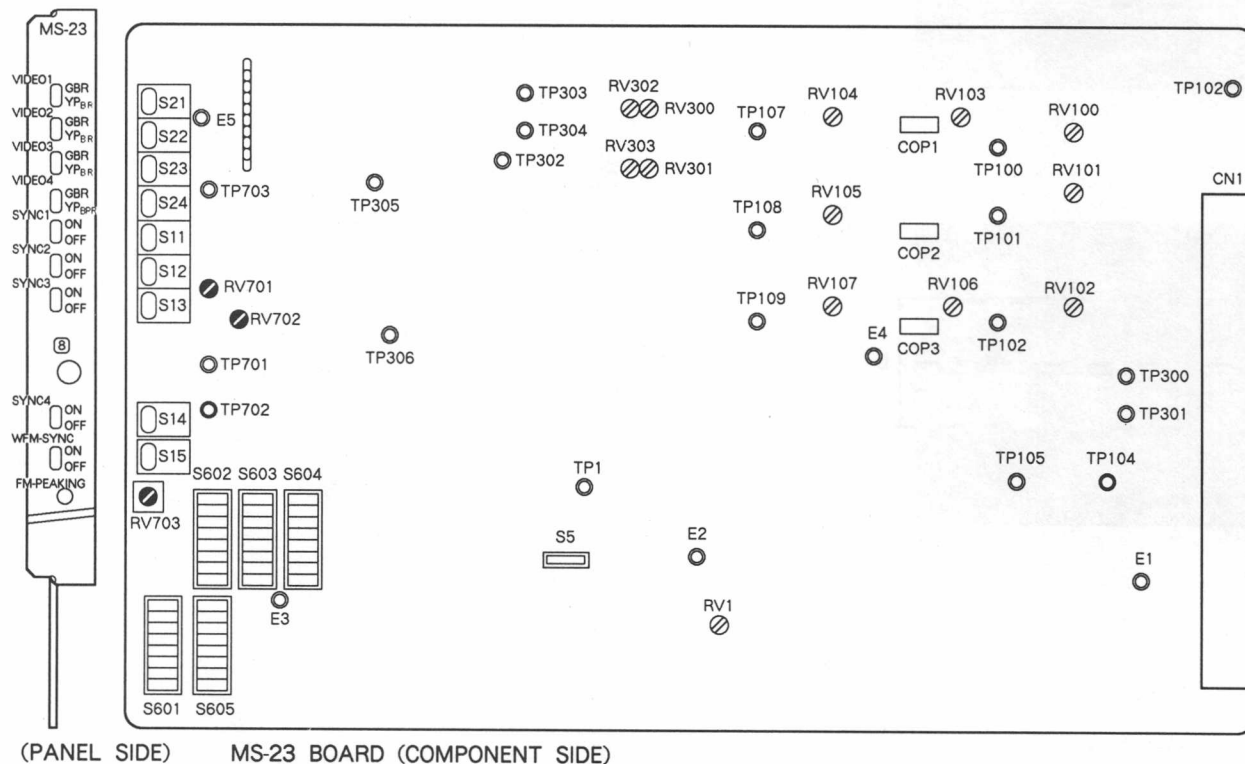 MS-23
VIDEO1
GBR
YPBR
VIDEO2
GBR
YPBR
VIDEO3
GBR
YPBR
VIDEO4
GBR
YPBPR
SYNC1
ON
OFF
SYNC2
ON
OFF
SYNC3
ON
OFF
8
SYNC4
ON
OFF
WFM-SYNC
ON
OFF
FM-PEAKING
S21
S22
S23
S24
S11
S12
S13
S14
S15
E5
TP703
RV701
RV702
TP701
TP702
RV703
S602 S603 S604
E3
S601 S605
TP305
TP306
TP303
TP304
TP302
RV302
RV300
RV303
RV301
TP107
TP108
TP109
RV104
RV105
RV107
RV103
COP1
COP2
RV106
COP3
E4
TP100
TP101
TP102
RV100
RV101
RV102
TP102
CN1
TP300
TP301
TP105 TP104
TP1
S5
E2
RV1
E1
(PANEL SIDE) MS-23 BOARD (COMPONENT SIDE)